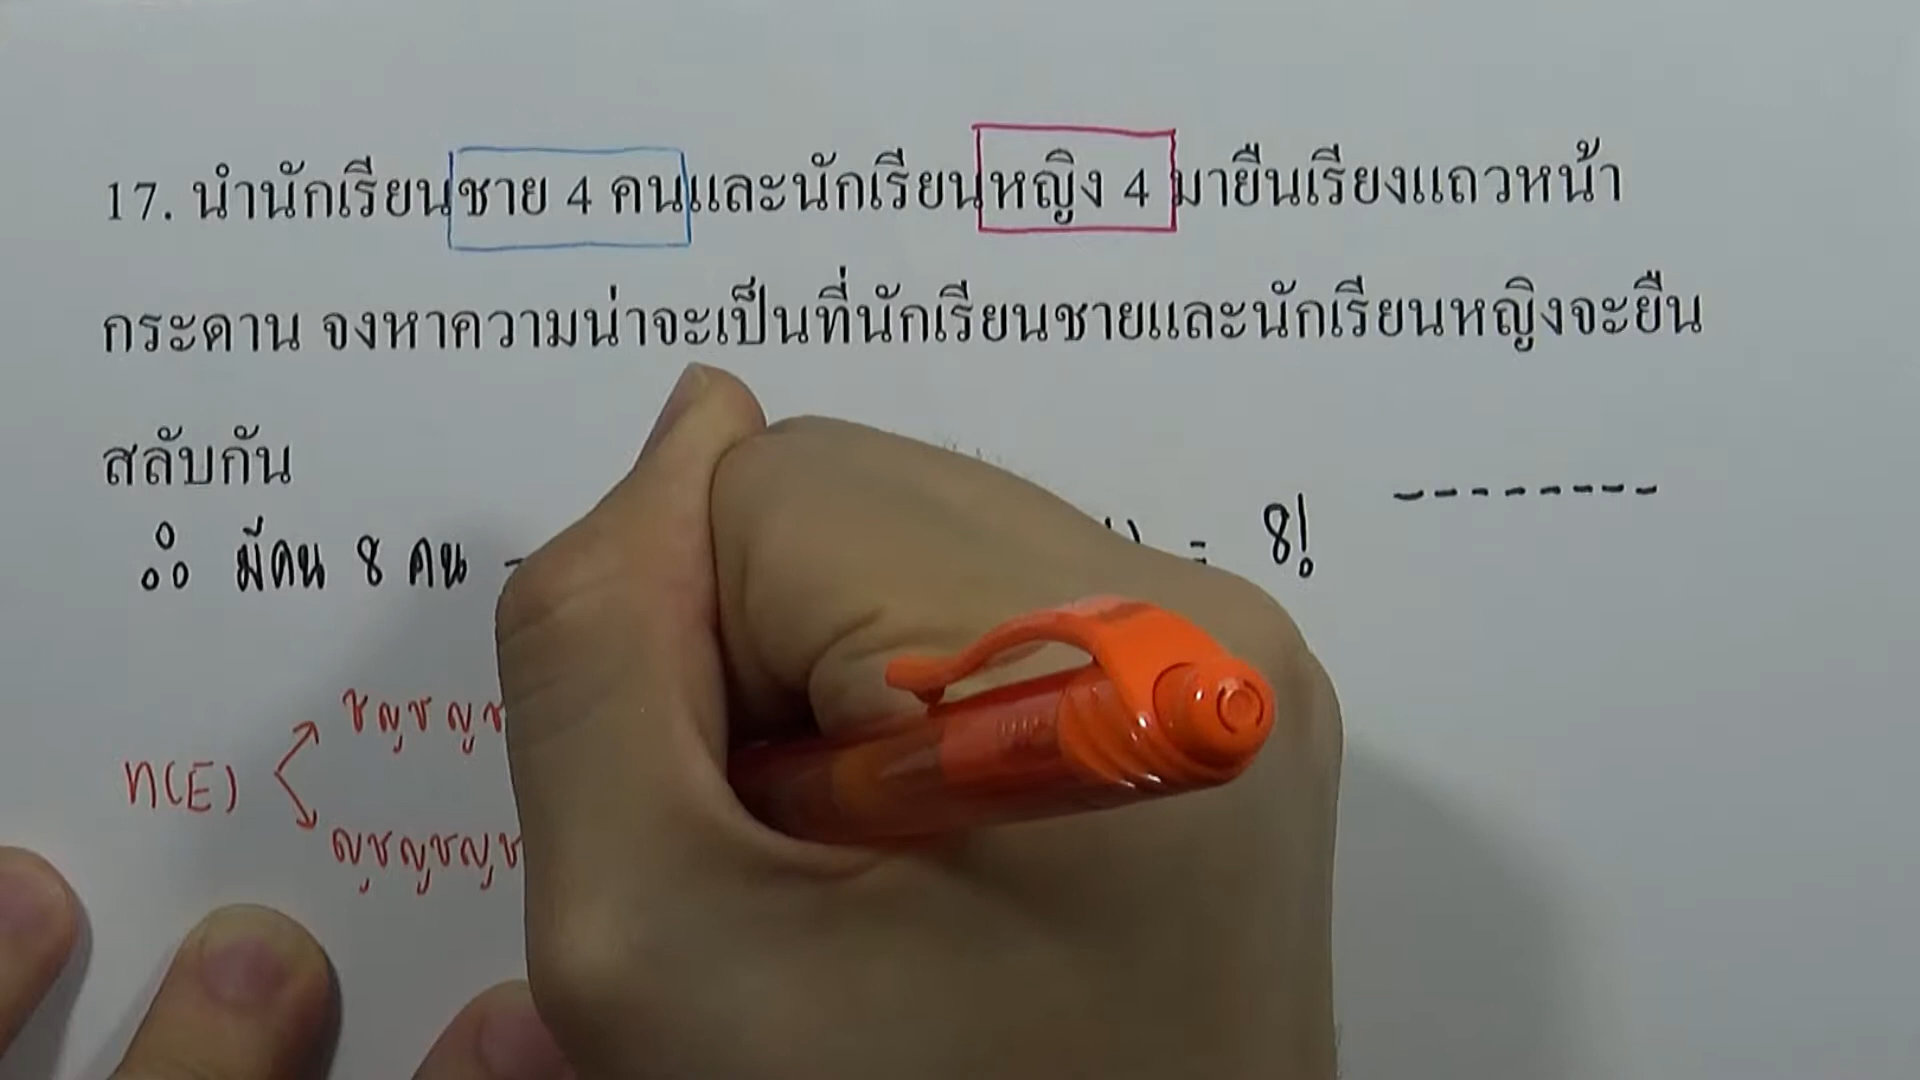 17. นำนักเรียนชาย 4 คนและนักเรียนหญิง 4 มายืนเรียงแถวหน้า
กระดาน จงหาความน่าจะเป็นที่นักเรียนชายและนักเรียนหญิงจะยืน
สลับกัน
มีคน 8 คน = 8!
ชญชญช
n(E)
ญชญชญช